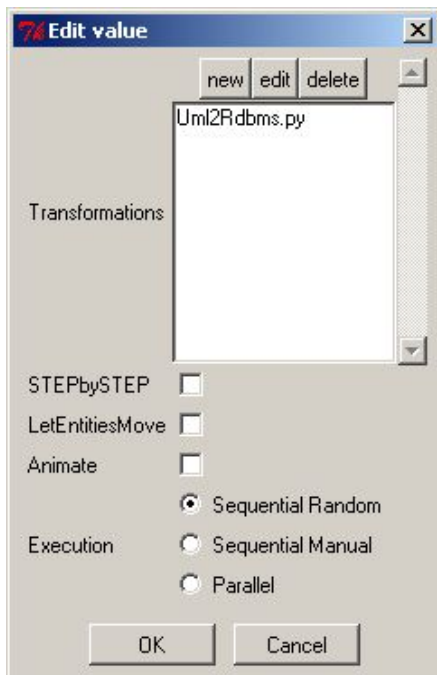 Edit value
new edit delete
Uml2Rdbms.py
Transformations
STEPbySTEP
LetEntitiesMove
Animate
Sequential Random
Execution Sequential Manual
Parallel
OK Cancel